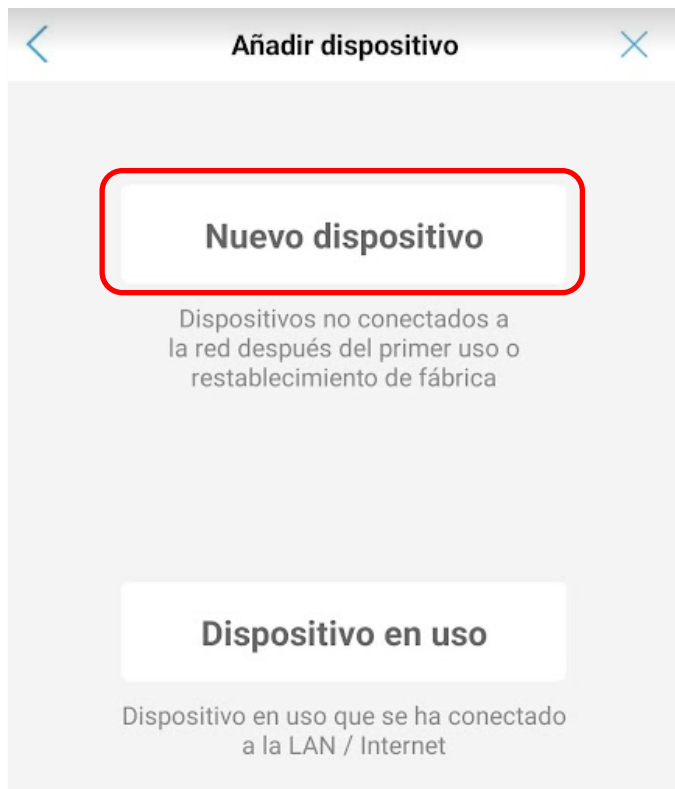 Añadir dispositivo
Nuevo dispositivo
Dispositivos no conectados a
la red después del primer uso o
restablecimiento de fábrica
Dispositivo en uso
Dispositivo en uso que se ha conectado
a la LAN / Internet